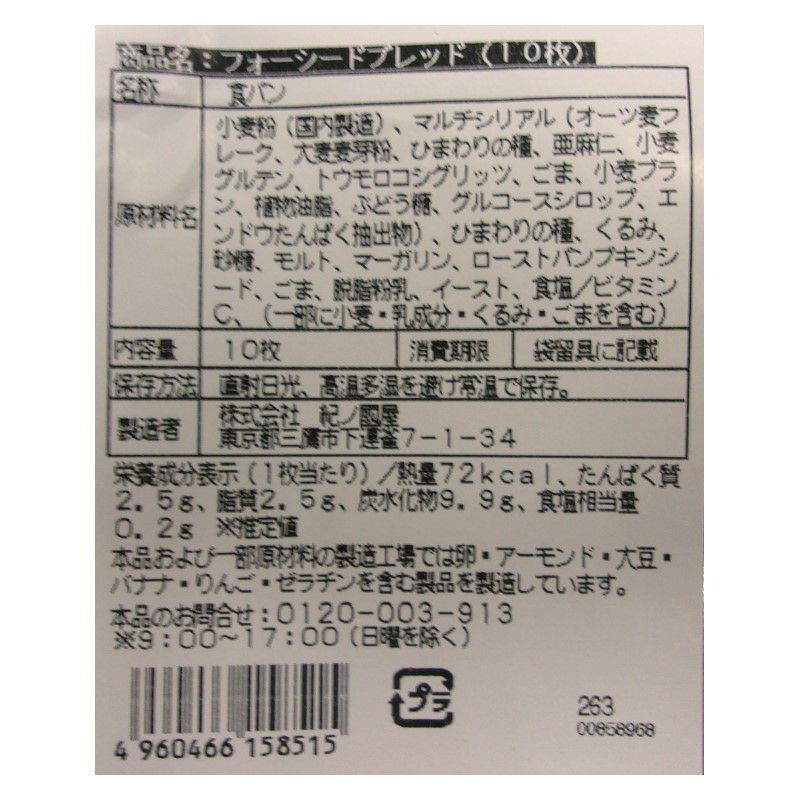 商品名：フォーシードブレッド（１０枚）
名称 食パン
小麦粉（国内製造）、マルチシリアル（オーツ麦フ
レーク、大麦麦芽粉、ひまわりの種、亜麻仁、小麦
グルテン、トウモロコシグリッツ、ごま、小麦ブラ
ン、植物油脂、ぶどう糖、グルコースシロップ、エ
原材料名
ンドウたんぱく抽出物）、ひまわりの種、くるみ、
砂糖、モルト、マーガリン、ローストパンプキンシ
ード、ごま、脱脂粉乳、イースト、食塩／ビタミン
Ｃ、（一部に小麦・乳成分・くるみ・ごまを含む）
内容量 １０枚 消費期限 袋留具に記載
保存方法 直射日光、高温多湿を避け常温で保存。
製造者 株式会社 紀ノ國屋
東京都三鷹市下連雀７－１－３４
栄養成分表示（１枚当たり）／熱量７２ｋｃａｌ、たんぱく質
２．５ｇ、脂質２．５ｇ、炭水化物９．９ｇ、食塩相当量
０．２ｇ ※推定値
本品および一部原材料の製造工場では卵・アーモンド・大豆・
バナナ・りんご・ゼラチンを含む製品を製造しています。
本品のお問合せ：０１２０－００３－９１３
※９：００～１７：００（日曜を除く）
プラ
263
00858968
4 960466 158515